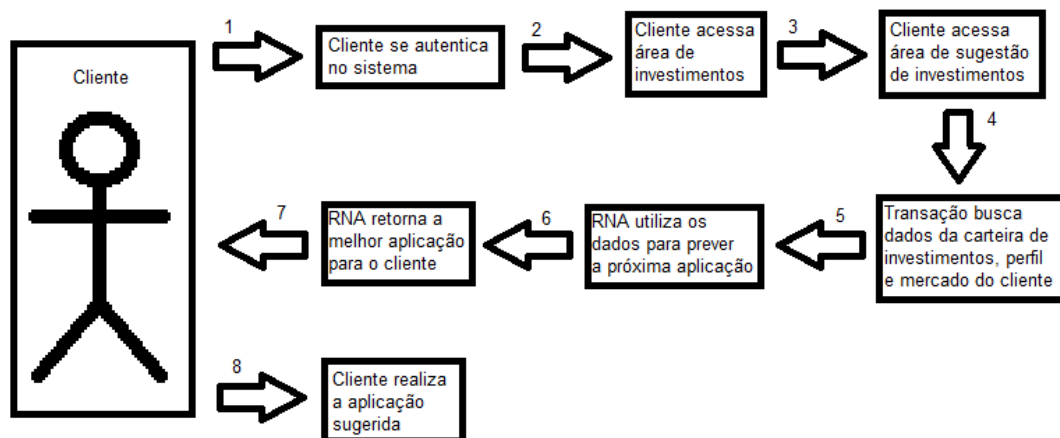 Cliente
1
Cliente se autentica
no sistema
2
Cliente acessa
área de
investimentos
3
Cliente acessa
área de sugestão
de investimentos
4
Transação busca
dados da carteira de
investimentos, perfil
e mercado do cliente
5
RNA utiliza os
dados para prever
a próxima aplicação
6
RNA retorna a
melhor aplicação
para o cliente
7
8
Cliente realiza
a aplicação
sugerida